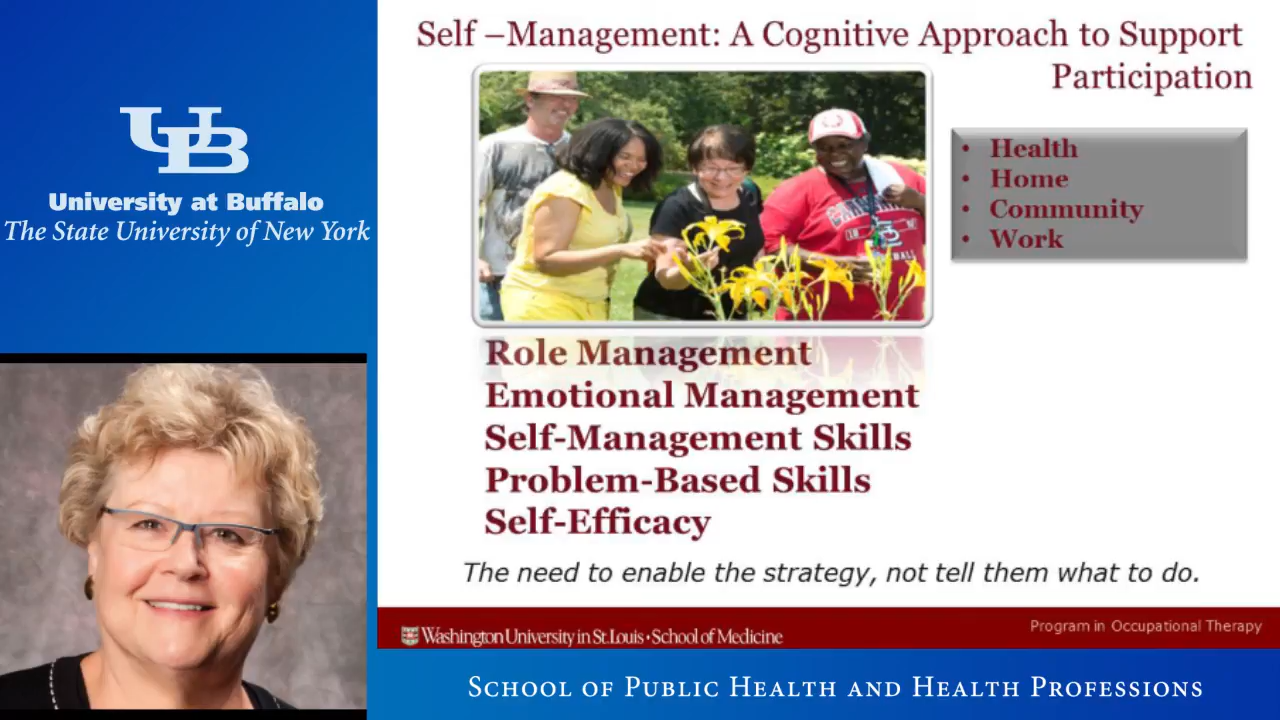 UB
University at Buffalo
The State University of New York
Self –Management: A Cognitive Approach to Support
Participation
• Health
• Home
• Community
• Work
Role Management
Emotional Management
Self-Management Skills
Problem-Based Skills
Self-Efficacy
The need to enable the strategy, not tell them what to do.
Washington University in St. Louis • School of Medicine
Program in Occupational Therapy
School of Public Health and Health Professions